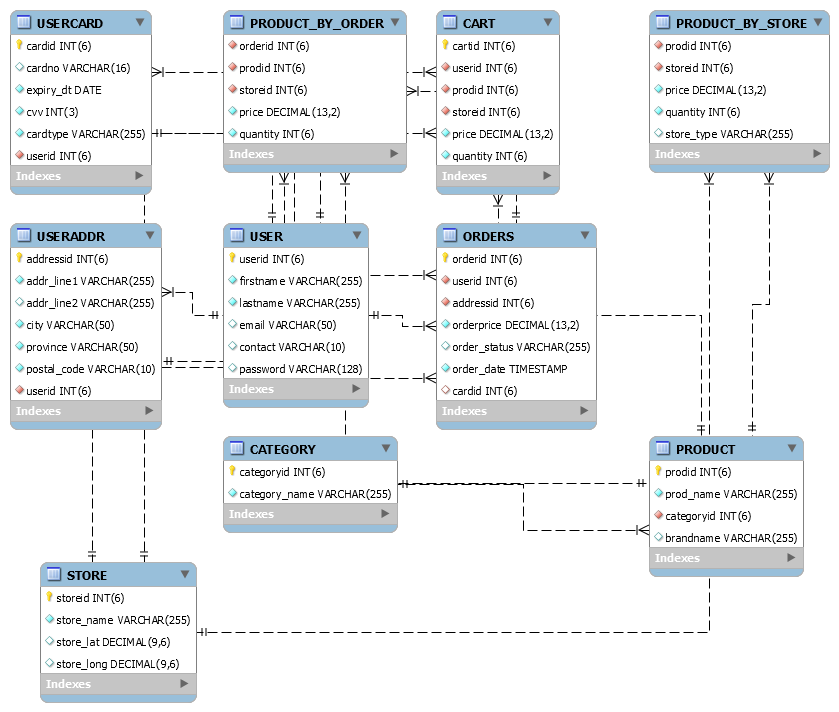 USERCARD
cardid INT(6)
cardno VARCHAR(16)
expiry_dt DATE
cvv INT(3)
cardtype VARCHAR(255)
userid INT(6)
Indexes
PRODUCT_BY_ORDER
orderid INT(6)
prodid INT(6)
storeid INT(6)
price DECIMAL(13,2)
quantity INT(6)
Indexes
CART
cartid INT(6)
userid INT(6)
prodid INT(6)
storeid INT(6)
price DECIMAL(13,2)
quantity INT(6)
Indexes
PRODUCT_BY_STORE
prodid INT(6)
storeid INT(6)
price DECIMAL(13,2)
quantity INT(6)
store_type VARCHAR(255)
Indexes
USERADDR
addressid INT(6)
addr_line1 VARCHAR(255)
addr_line2 VARCHAR(255)
city VARCHAR(50)
province VARCHAR(50)
postal_code VARCHAR(10)
userid INT(6)
Indexes
USER
userid INT(6)
firstname VARCHAR(255)
lastname VARCHAR(255)
email VARCHAR(50)
contact VARCHAR(10)
password VARCHAR(128)
Indexes
ORDERS
orderid INT(6)
userid INT(6)
addressid INT(6)
orderprice DECIMAL(13,2)
order_status VARCHAR(255)
order_date TIMESTAMP
cardid INT(6)
Indexes
CATEGORY
categoryid INT(6)
category_name VARCHAR(255)
Indexes
PRODUCT
prodid INT(6)
prod_name VARCHAR(255)
categoryid INT(6)
brandname VARCHAR(255)
Indexes
STORE
storeid INT(6)
store_name VARCHAR(255)
store_lat DECIMAL(9,6)
store_long DECIMAL(9,6)
Indexes